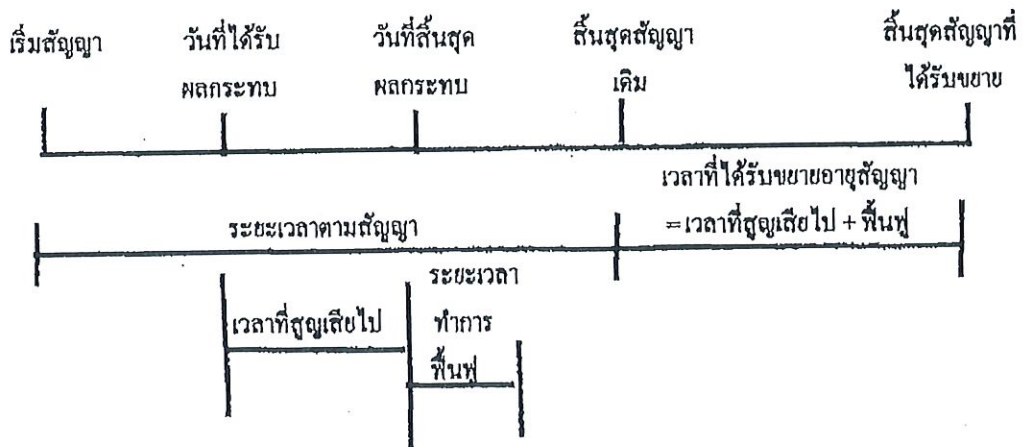 เริ่มสัญญา
วันที่ได้รับ
ผลกระทบ
วันที่สิ้นสุด
ผลกระทบ
สิ้นสุดสัญญา
เดิม
สิ้นสุดสัญญาที่
ได้รับขยาย
ระยะเวลาตามสัญญา
เวลาที่ได้รับขยายอายุสัญญา
=เวลาที่สูญเสียไป + ฟื้นฟู
เวลาที่สูญเสียไป
ระยะเวลา
ทำการ
ฟื้นฟู